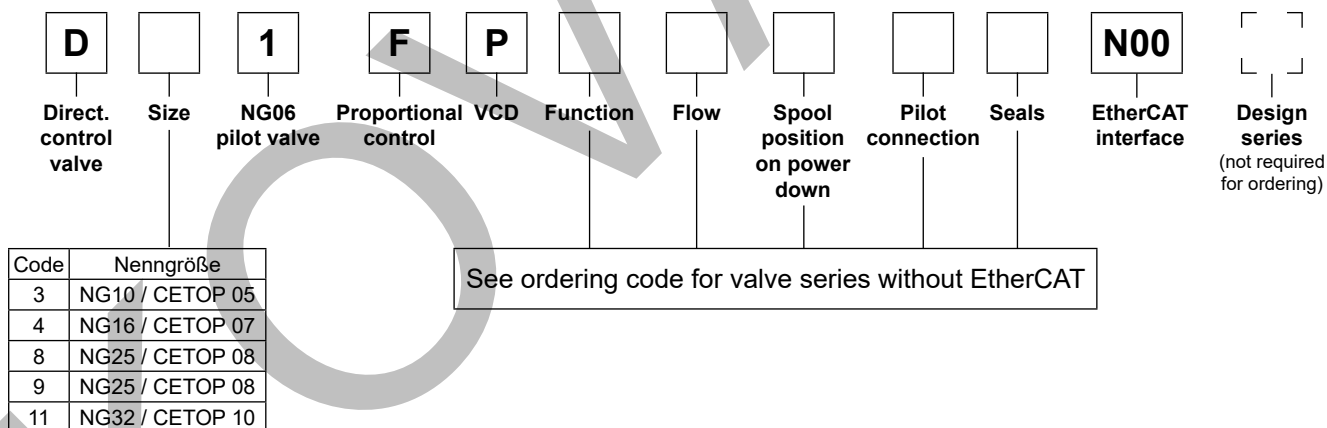 D 1 F P N00
Direct. Size NG06 Proportional VCD Function Flow Spool Pilot Seals EtherCAT Design
control pilot valve control position connection interface series
valve on power (not required
down for ordering)
Code Nenngröße
3 NG10 / CETOP 05
4 NG16 / CETOP 07
8 NG25 / CETOP 08
9 NG25 / CETOP 08
11 NG32 / CETOP 10
See ordering code for valve series without EtherCAT